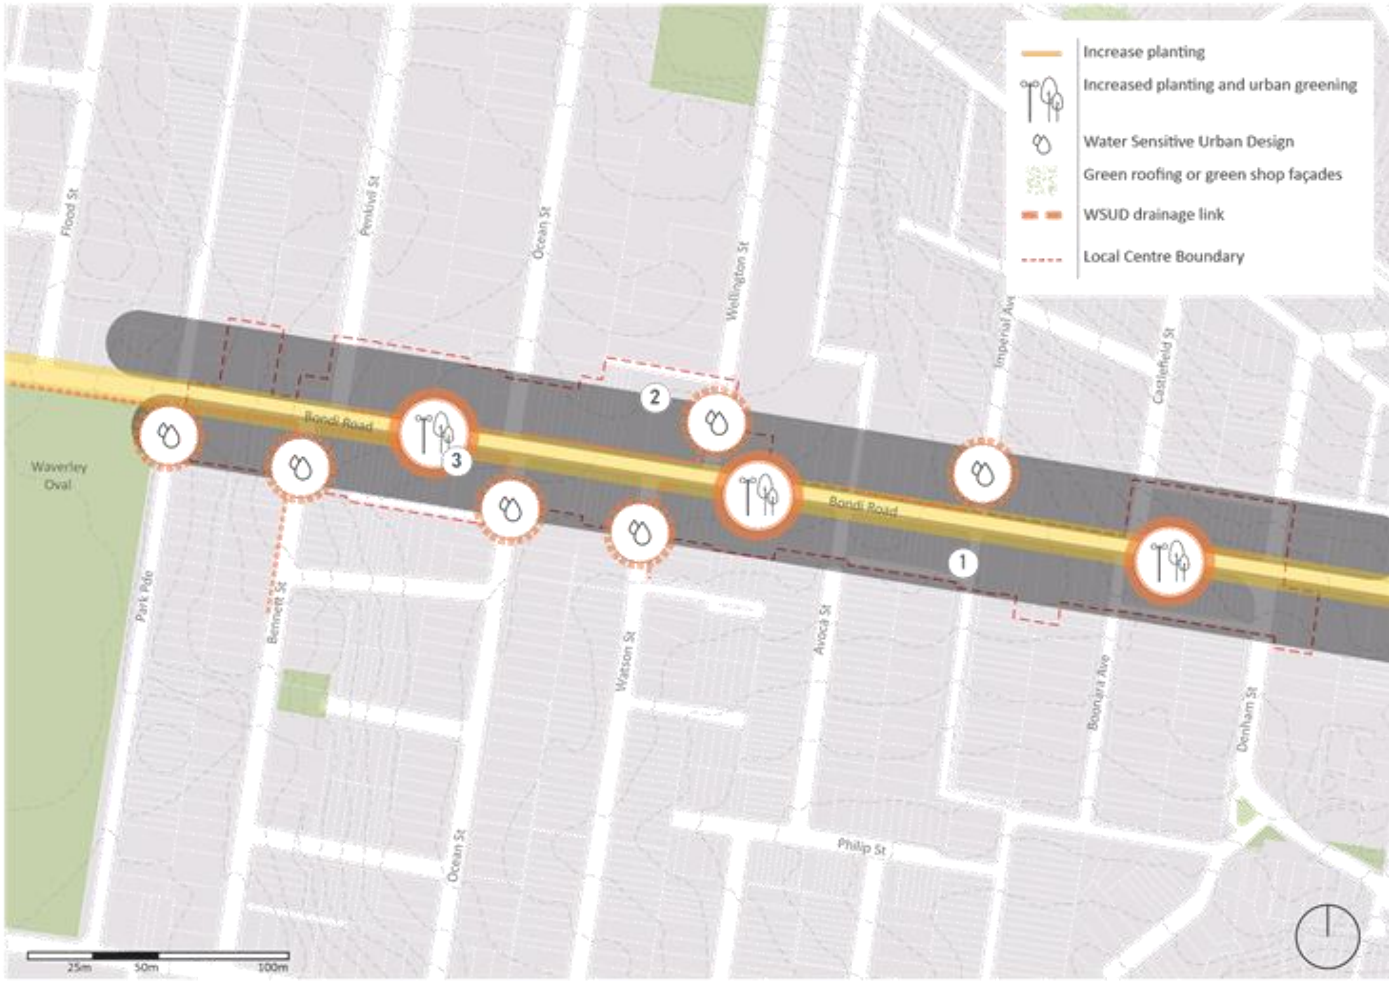 Increase planting
Increased planting and urban greening
Water Sensitive Urban Design
Green roofing or green shop façades
WSUD drainage link
Local Centre Boundary
Flood St
Penkivil St
Ocean St
Wellington St
Imperial Ave
Castlefield St
2
Bondi Road
3
Waverley
Oval
Bondi Road
1
Park Pde
Bennett St
Watson St
Avoca St
Boonara Ave
Denham St
Ocean St
Philip St
25m 50m 100m